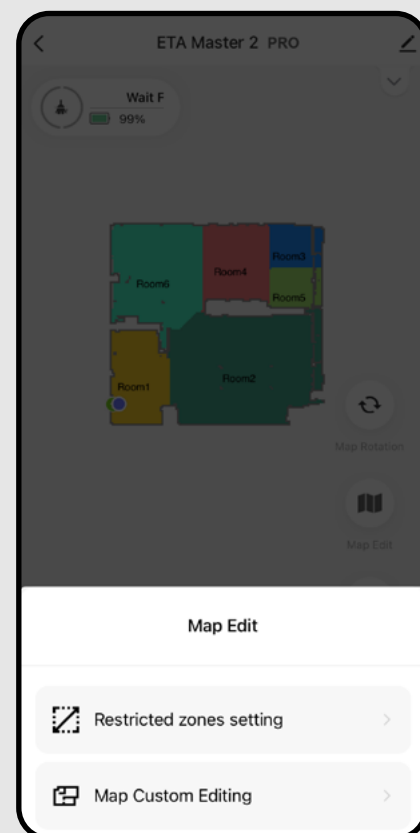 ETA Master 2 PRO
Wait F
99%
Room6
Room4
Room3
Room5
Room1
Room2
Map Rotation
Map Edit
Map Edit
Restricted zones setting
Map Custom Editing